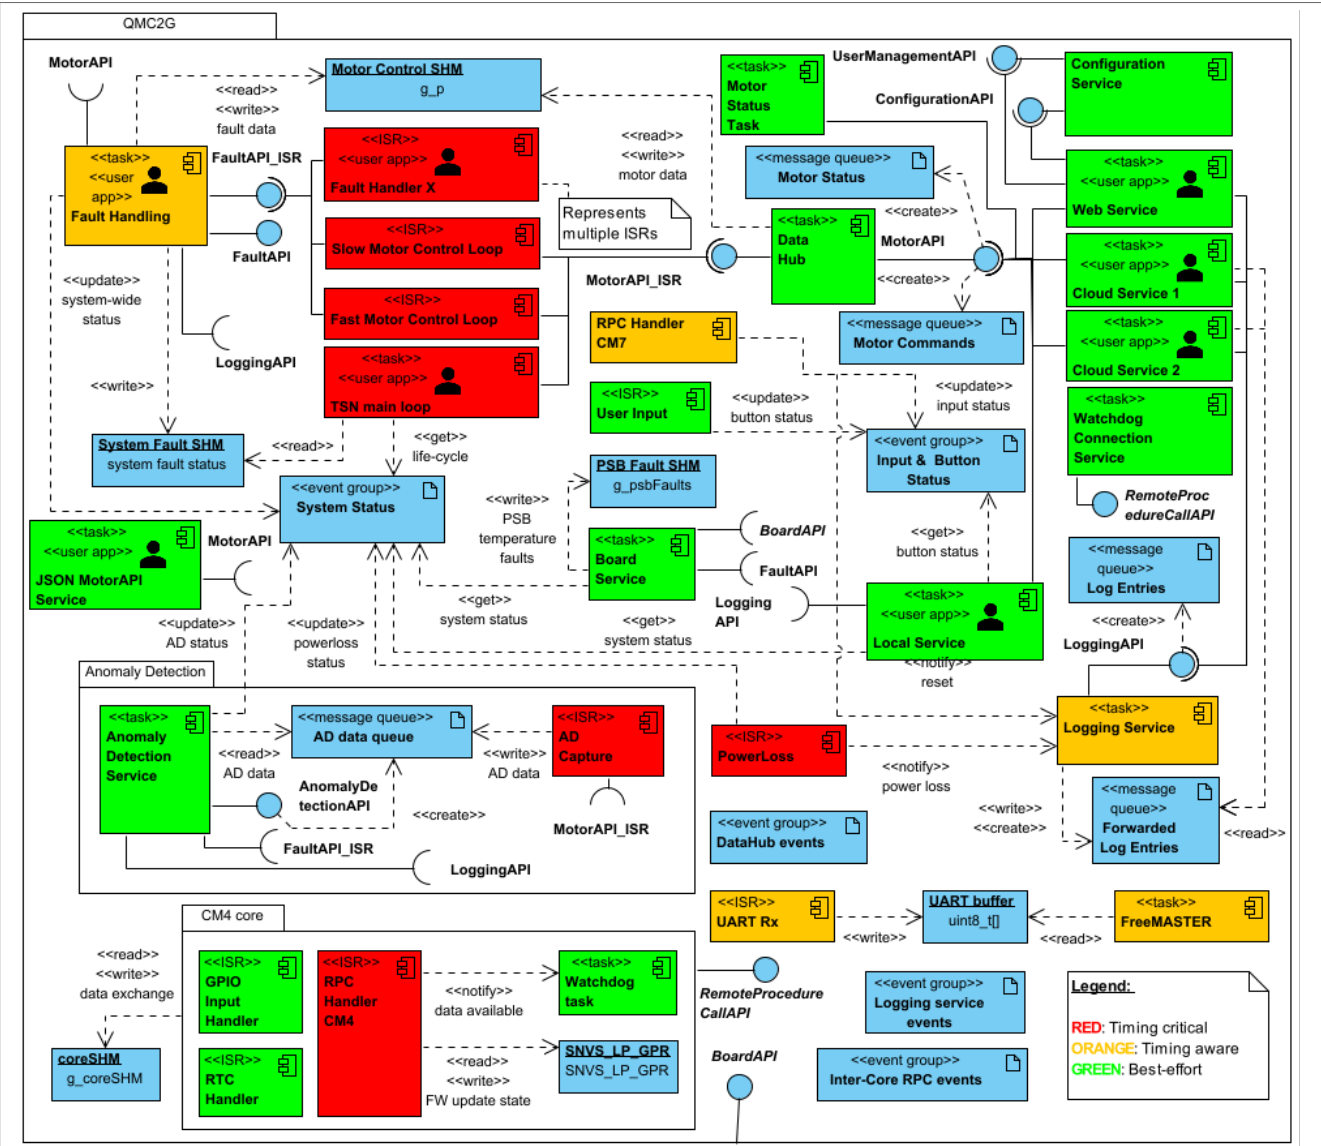 QMC2G
MotorAPI
<<read>>
<<write>>
fault data
Motor Control SHM
g_p
<<task>>
Motor
Status
Task
UserManagementAPI
ConfigurationAPI
Configuration
Service
<<task>>
<<user
app>>
Fault Handling
FaultAPI_ISR
FaultAPI
<<ISR>>
<<user app>>
Fault Handler X
<<ISR>>
Slow Motor Control Loop
<<ISR>>
Fast Motor Control Loop
<<task>>
<<user app>>
TSN main loop
Represents
multiple ISRs
<<read>>
<<write>>
motor data
<<message queue>>
Motor Status
<<create>>
MotorAPI
<<create>>
<<task>>
Data
Hub
MotorAPI_ISR
<<message queue>>
Motor Commands
<<task>>
<<user app>>
Web Service
<<task>>
<<user app>>
Cloud Service 1
<<task>>
<<user app>>
Cloud Service 2
<<task>>
Watchdog
Connection
Service
RemoteProc
edureCallAPI
<<update>>
system-wide
status
LoggingAPI
<<write>>
System Fault SHM
system fault status
<<read>>
<<get>>
life-cycle
<<event group>>
System Status
RPC Handler
CM7
<<ISR>>
User Input
<<update>>
button status
<<update>>
input status
<<event group>>
Input &  Button
Status
PSB Fault SHM
g_psbFaults
<<write>>
PSB
temperature
faults
<<task>>
Board
Service
BoardAPI
FaultAPI
<<get>>
system status
<<get>>
system status
<<get>>
button status
Logging
API
<<task>>
<<user app>>
Local Service
<<notify>>
reset
<<message
queue>>
Log Entries
<<create>>
LoggingAPI
<<task>>
<<user app>>
JSON MotorAPI
Service
MotorAPI
<<update>>
AD status
<<update>>
powerloss
status
Anomaly Detection
<<task>>
Anomaly
Detection
Service
<<message queue>>
AD data queue
<<read>>
AD data
<<write>>
AD data
<<ISR>>
AD
Capture
AnomalyDe
tectionAPI
<<create>>
MotorAPI_ISR
FaultAPI_ISR
LoggingAPI
<<ISR>>
PowerLoss
<<notify>>
power loss
<<task>>
Logging Service
<<write>>
<<create>>
<<message
queue>>
Forwarded
Log Entries
<<read>>
<<event group>>
DataHub events
<<ISR>>
UART Rx
<<write>>
UART buffer
uint8_t[]
<<read>>
<<task>>
FreeMASTER
CM4 core
<<read>>
<<write>>
data exchange
coreSHM
g_coreSHM
<<ISR>>
GPIO
Input
Handler
<<ISR>>
RTC
Handler
<<ISR>>
RPC
Handler
CM4
<<notify>>
data available
<<task>>
Watchdog
task
<<read>>
<<write>>
FW update state
SNVS_LP_GPR
SNVS_LP_GPR
RemoteProcedure
CallAPI
BoardAPI
<<event group>>
Logging service
events
<<event group>>
Inter-Core RPC events
Legend:
RED: Timing critical
ORANGE: Timing aware
GREEN: Best-effort